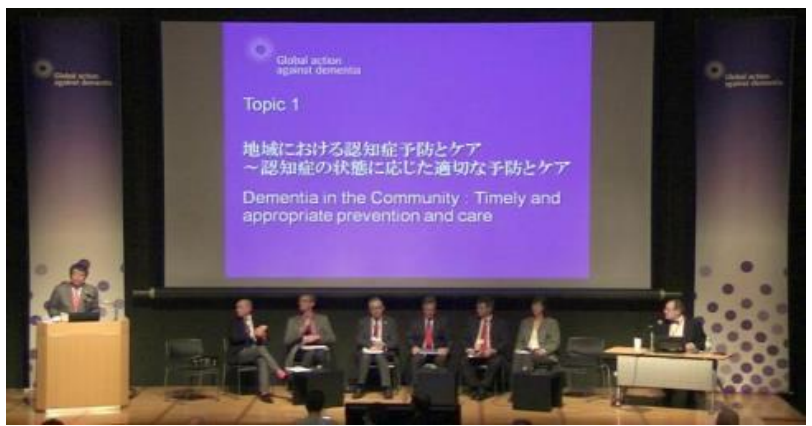 Global action
against dementia
Topic 1
地域における認知症予防とケア
～認知症の状態に応じた適切な予防とケア
Dementia in the Community : Timely and
appropriate prevention and care
Global action
against dementia
Global action
against dementia